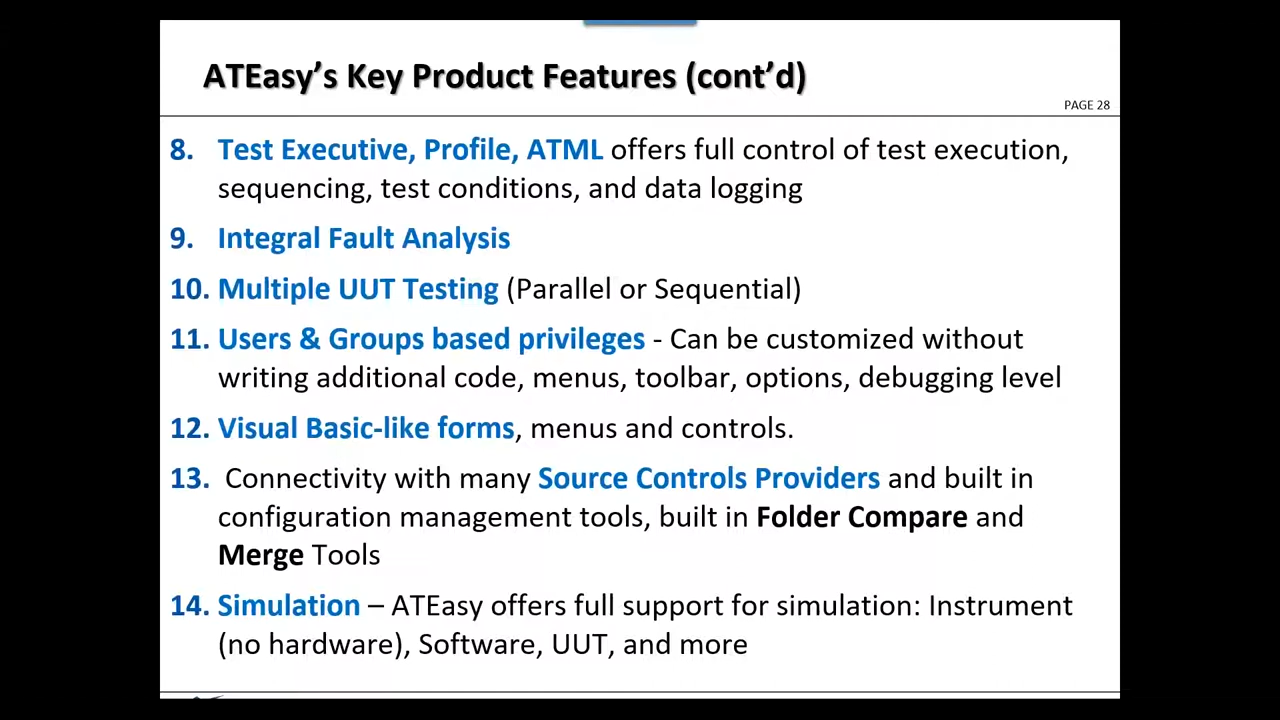 ATEasy’s Key Product Features (cont’d)
PAGE 28
8. Test Executive, Profile, ATML offers full control of test execution,
sequencing, test conditions, and data logging
9. Integral Fault Analysis
10. Multiple UUT Testing (Parallel or Sequential)
11. Users & Groups based privileges - Can be customized without
writing additional code, menus, toolbar, options, debugging level
12. Visual Basic-like forms, menus and controls.
13. Connectivity with many Source Controls Providers and built in
configuration management tools, built in Folder Compare and
Merge Tools
14. Simulation – ATEasy offers full support for simulation: Instrument
(no hardware), Software, UUT, and more